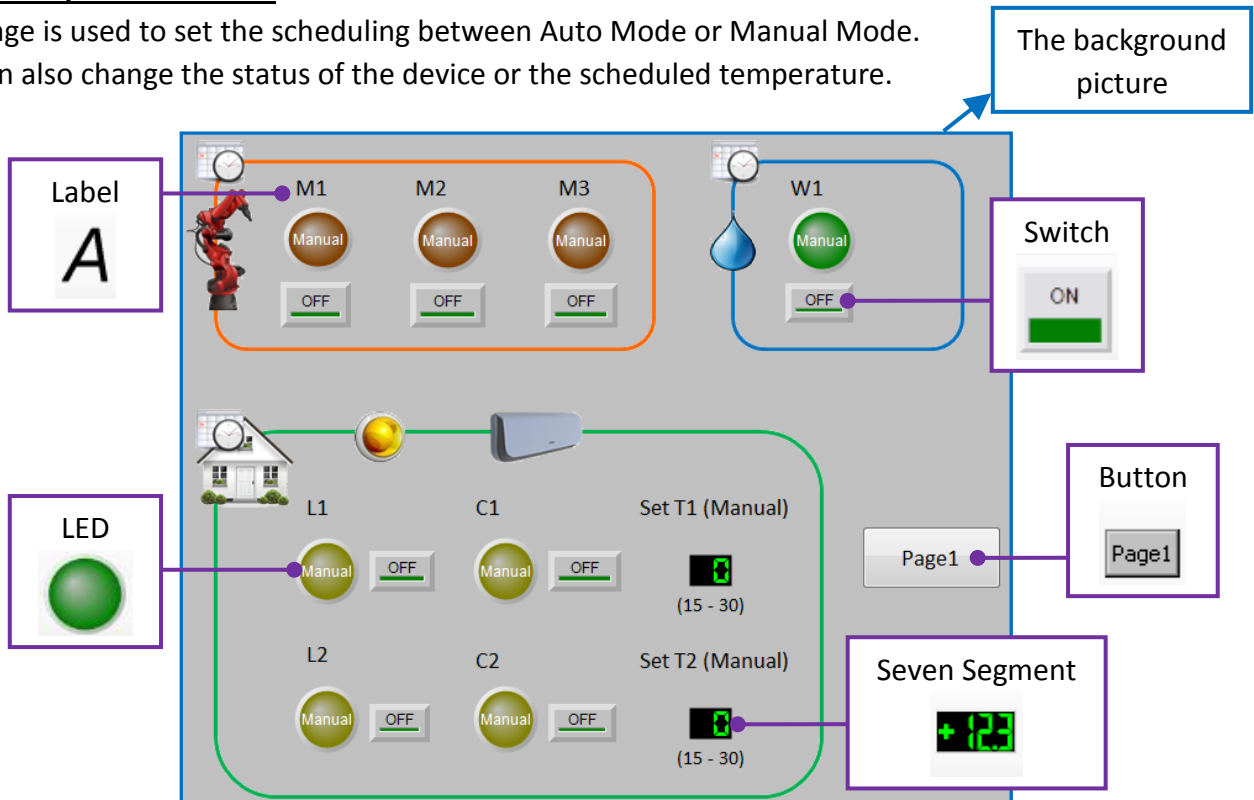 is used to set the scheduling between Auto Mode or Manual Mode.
also change the status of the device or the scheduled temperature.
The background
picture
Label
A
M1 M2 M3
Manual Manual Manual
OFF OFF OFF
W1
Manual
OFF
Switch
ON
LED
L1 C1 Set T1 (Manual)
Manual OFF Manual OFF 0
(15 - 30)
Page1
Button
Page1
L2 C2 Set T2 (Manual)
Manual OFF Manual OFF 0
(15 - 30)
Seven Segment
+12.3